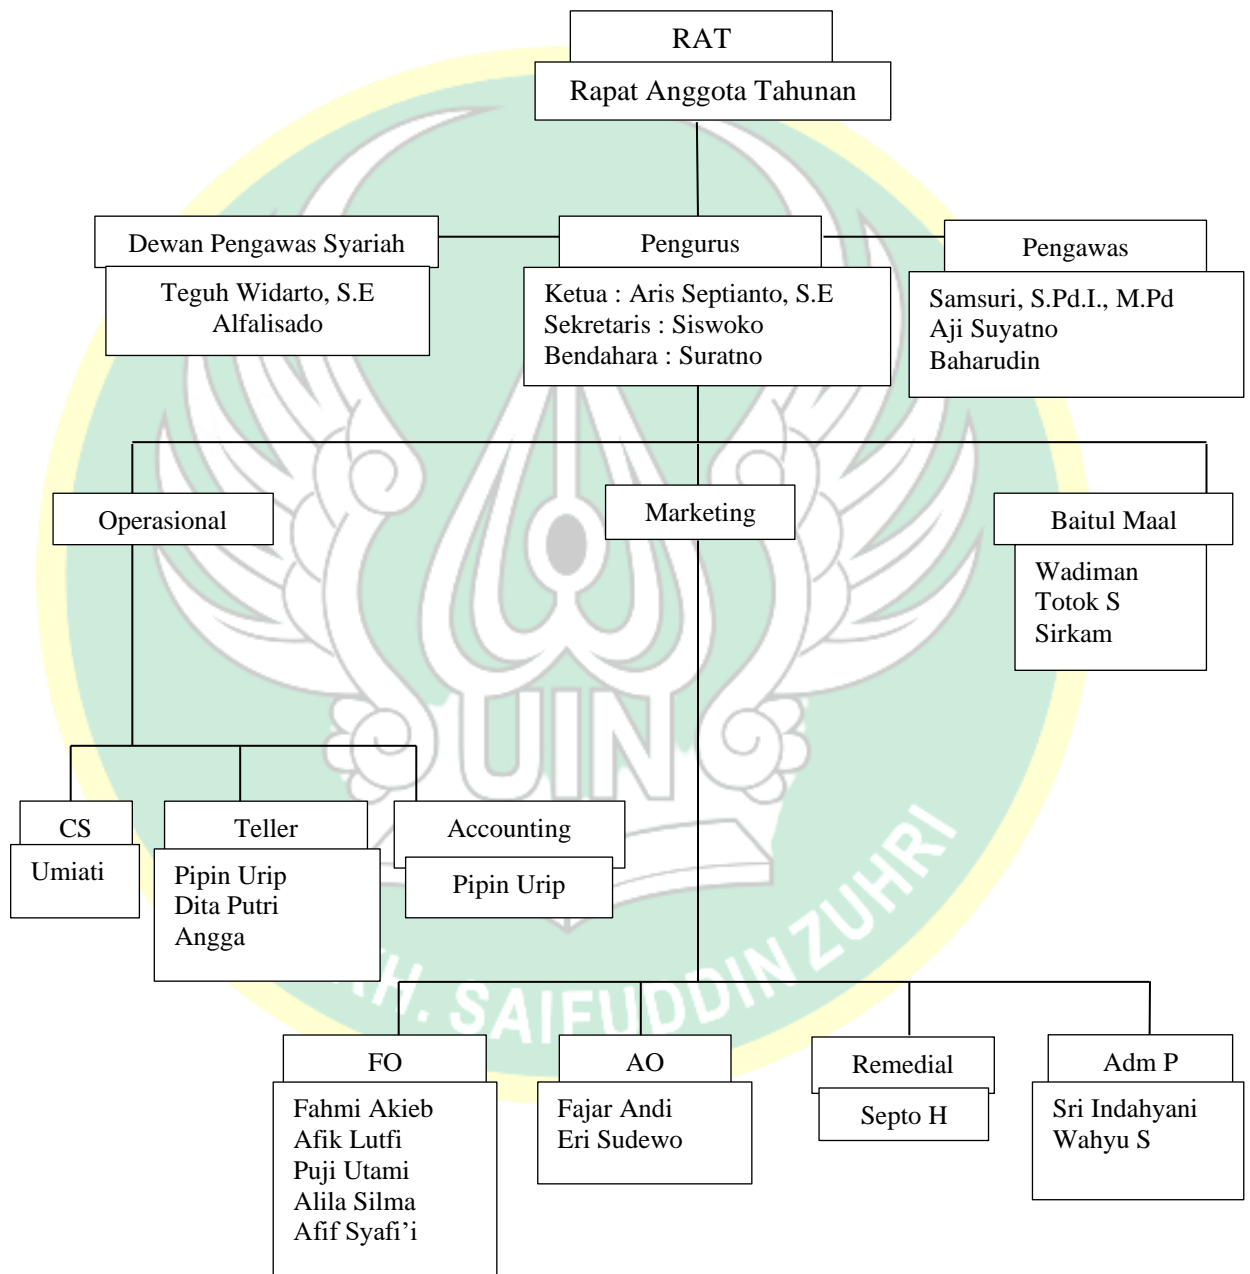 RAT
Rapat Anggota Tahunan
Dewan Pengawas Syariah
Teguh Widarto, S.E
Alfalisado
Pengurus
Ketua : Aris Septianto, S.E
Sekretaris : Siswoko
Bendahara : Suratno
Pengawas
Samsuri, S.Pd.I., M.Pd
Aji Suyatno
Baharudin
Operasional
Marketing
Baitul Maal
Wadiman
Totok S
Sirkam
UIN
CS
Umiati
Teller
Pipin Urip
Dita Putri
Angga
Accounting
Pipin Urip
KH. SAIFUDDIN ZUHRI
FO
Fahmi Akieb
Afik Lutfi
Puji Utami
Alila Silma
Afif Syafi’i
AO
Fajar Andi
Eri Sudewo
Remedial
Septo H
Adm P
Sri Indahyani
Wahyu S